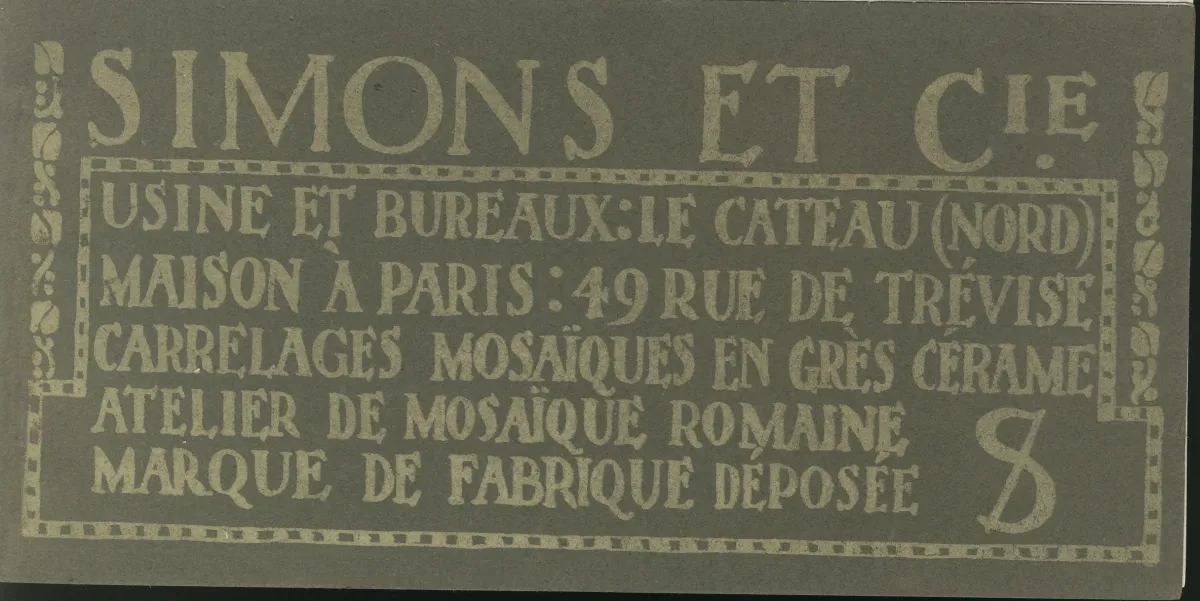 SIMONS ET CIE.
USINE ET BUREAUX: LE CATEAU (NORD)
MAISON À PARIS: 49 RUE DE TRÉVISE
CARRELAGES MOSAÏQUES EN GRÈS CÉRAME
ATELIER DE MOSAÏQUE ROMAINE
MARQUE DE FABRIQUE DÉPOSÉE
S